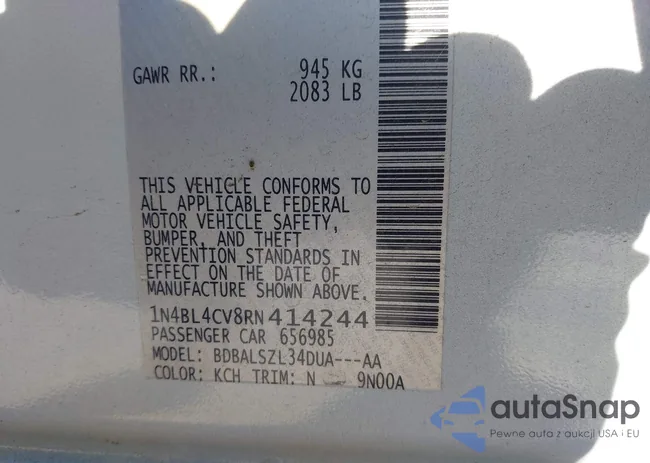 GAWR RR.: 945 KG
2083 LB
THIS VEHICLE CONFORMS TO
ALL APPLICABLE FEDERAL
MOTOR VEHICLE SAFETY,
BUMPER, AND THEFT
PREVENTION STANDARDS IN
EFFECT ON THE DATE OF
MANUFACTURE SHOWN ABOVE.
1N4BL4CV8RN414244
PASSENGER CAR 656985
MODEL: BDBALSZL34DUA---AA
COLOR: KCH TRIM: N 9N00A
autaSnap
Pewne auta z aukcji USA i EU